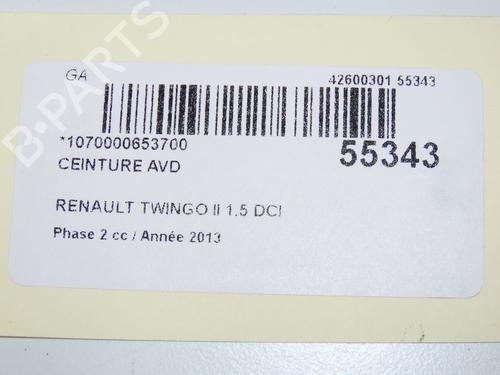 GA
42600301 55343
*1070000653700
55343
CEINTURE AVD
RENAULT TWINGO II 1.5 DCI
Phase 2 cc / Année 2013
B-PARTS